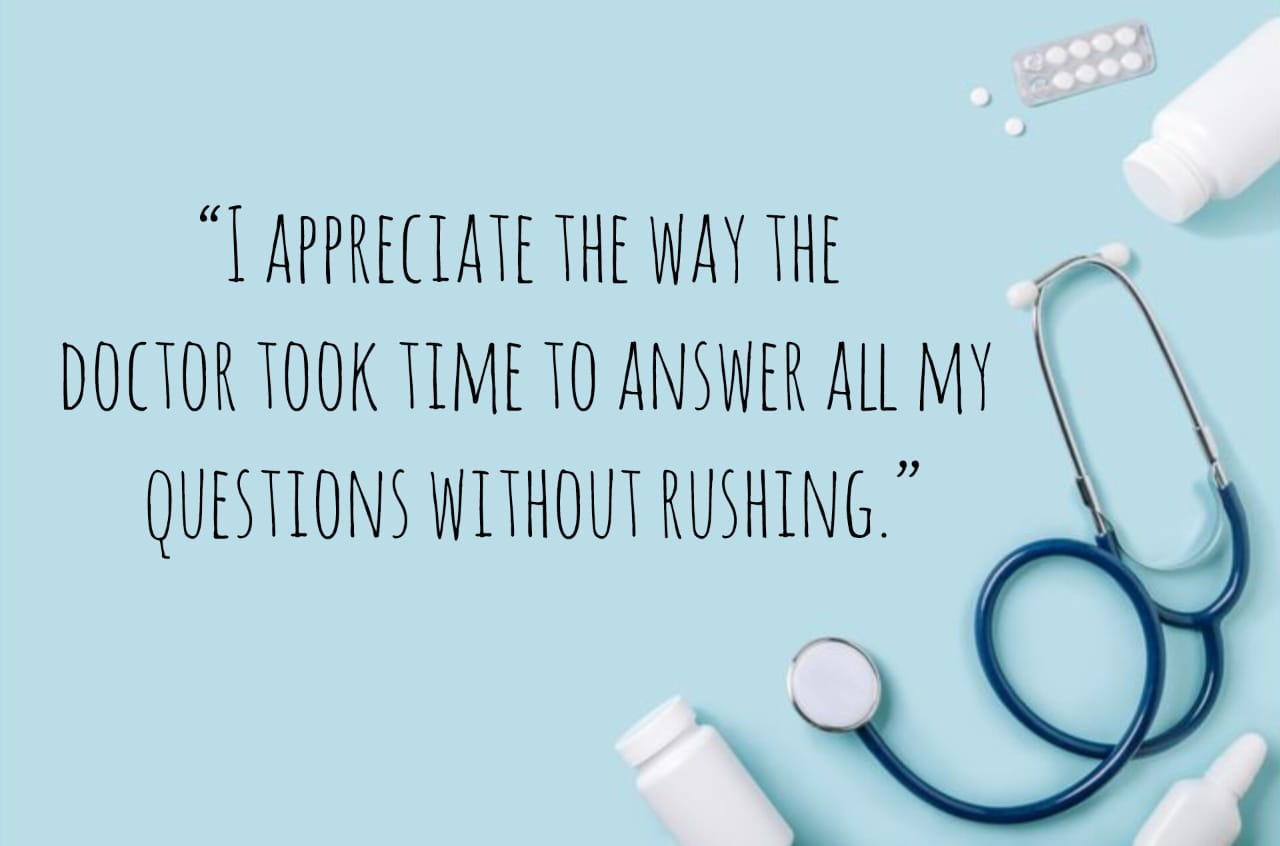 “I APPRECIATE THE WAY THE
DOCTOR TOOK TIME TO ANSWER ALL MY
QUESTIONS WITHOUT RUSHING.”